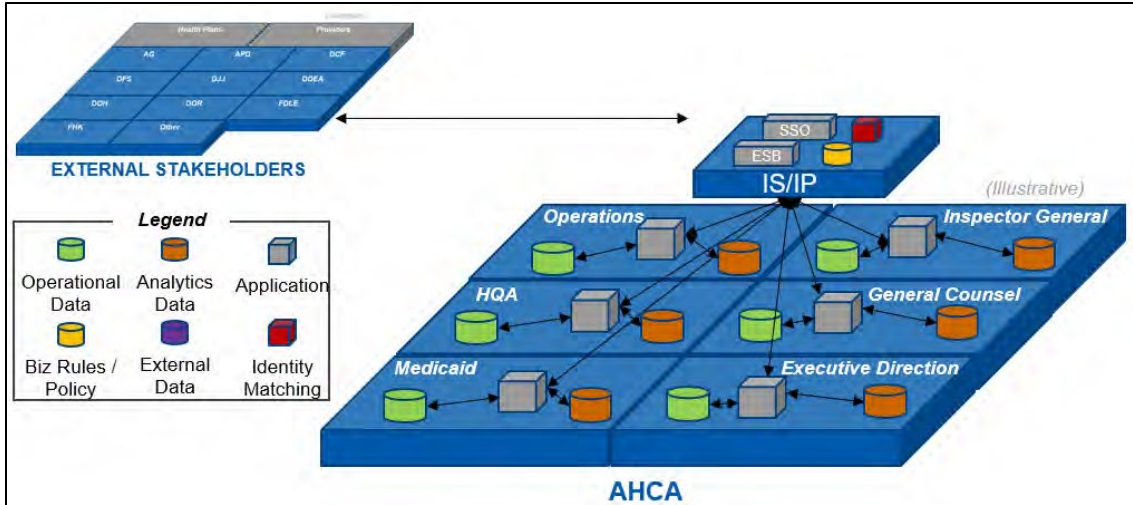 Health Plans Providers
AG APD DCF
DFS DJJ DOEA
DOH DOR FDLE
FHK Other
EXTERNAL STAKEHOLDERS
SSO
ESB
IS/IP
(Illustrative)
Legend
Operational Data
Analytics Data
Application
Biz Rules / Policy
External Data
Identity Matching
Operations
Inspector General
HQA
General Counsel
Medicaid
Executive Direction
AHCA